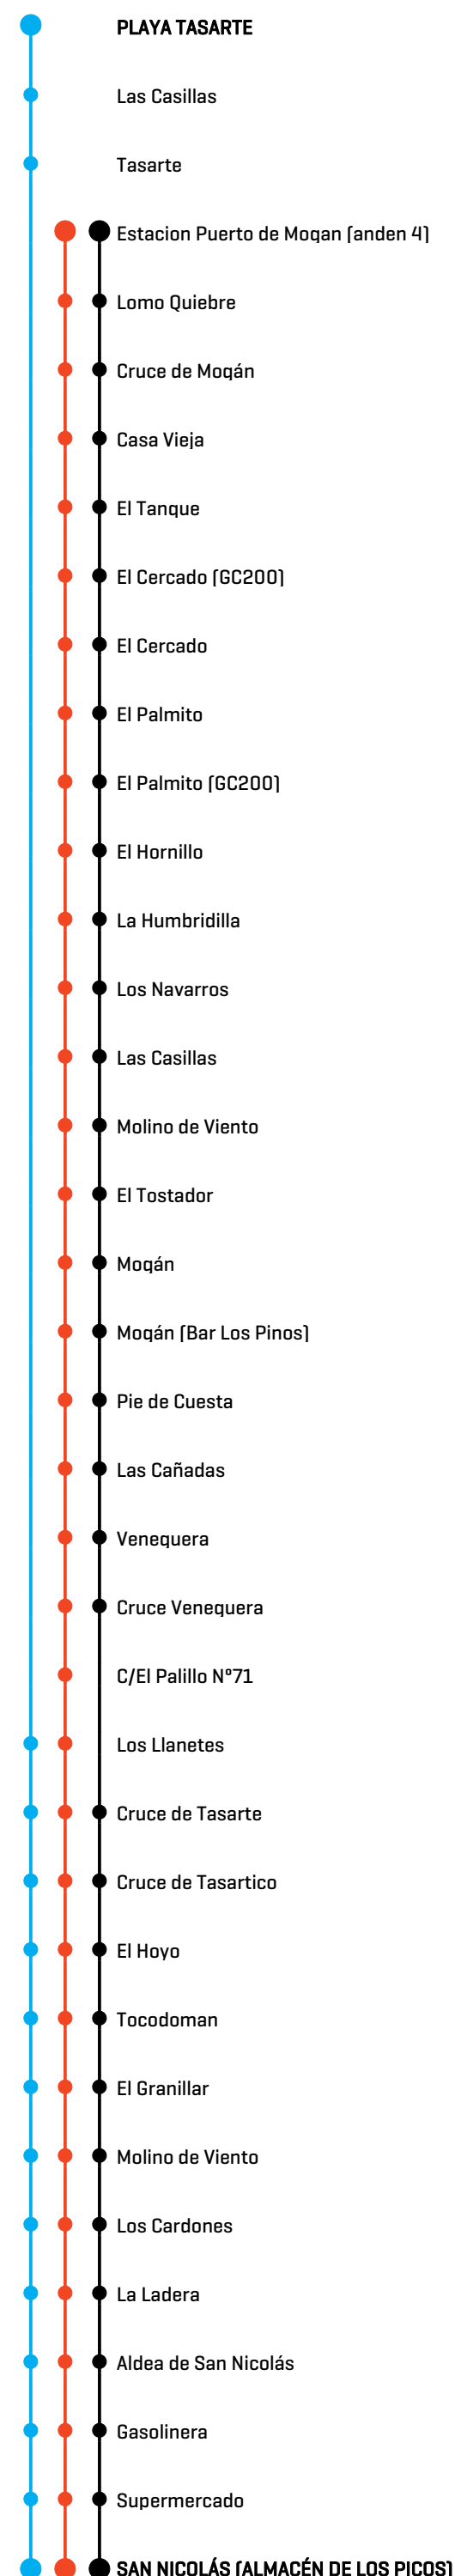 PLAYA TASARTE
Las Casillas
Tasarte
Estacion Puerto de Mogan (anden 4)
Lomo Quiebre
Cruce de Mogán
Casa Vieja
El Tanque
El Cercado (GC200)
El Cercado
El Palmito
El Palmito (GC200)
El Hornillo
La Humbridilla
Los Navarros
Las Casillas
Molino de Viento
El Tostador
Mogán
Mogán (Bar Los Pinos)
Pie de Cuesta
Las Cañadas
Veneguera
Cruce Veneguera
C/El Palillo Nº71
Los Llanetes
Cruce de Tasarte
Cruce de Tasartico
El Hoyo
Tocodoman
El Granillar
Molino de Viento
Los Cardones
La Ladera
Aldea de San Nicolás
Gasolinera
Supermercado
SAN NICOLÁS (ALMACÉN DE LOS PICOS)